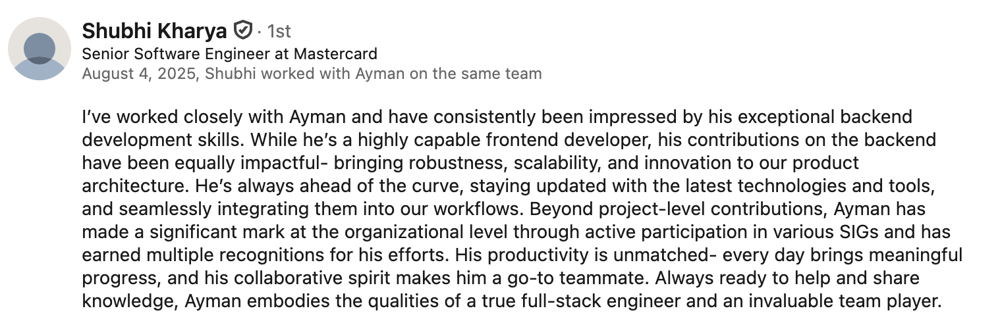 Shubhi Kharya · 1st
Senior Software Engineer at Mastercard
August 4, 2025, Shubhi worked with Ayman on the same team
I’ve worked closely with Ayman and have consistently been impressed by his exceptional backend
development skills. While he’s a highly capable frontend developer, his contributions on the backend
have been equally impactful- bringing robustness, scalability, and innovation to our product
architecture. He’s always ahead of the curve, staying updated with the latest technologies and tools,
and seamlessly integrating them into our workflows. Beyond project-level contributions, Ayman has
made a significant mark at the organizational level through active participation in various SIGs and has
earned multiple recognitions for his efforts. His productivity is unmatched- every day brings meaningful
progress, and his collaborative spirit makes him a go-to teammate. Always ready to help and share
knowledge, Ayman embodies the qualities of a true full-stack engineer and an invaluable team player.